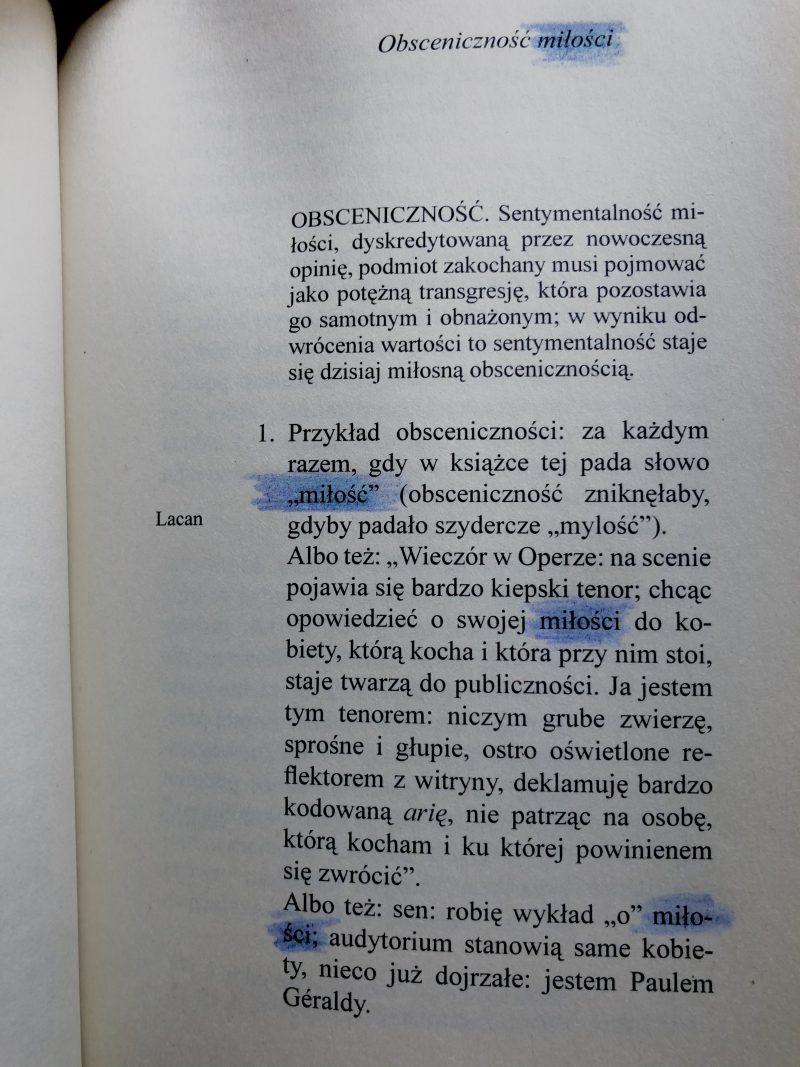 Obsceniczność miłości
OBSCENICZNOŚĆ. Sentymentalność mi-
łości, dyskredytowaną przez nowoczesną
opinię, podmiot zakochany musi pojmować
jako potężną transgresję, która pozostawia
go samotnym i obnażonym; w wyniku od-
wrócenia wartości to sentymentalność staje
się dzisiaj miłosną obscenicznością.
1. Przykład obsceniczności: za każdym
razem, gdy w książce tej pada słowo
„miłość” (obsceniczność zniknęłaby,
Lacan
gdyby padało szydercze „mylość”).
Albo też: „Wieczór w Operze: na scenie
pojawia się bardzo kiepski tenor; chcąc
opowiedzieć o swojej miłości do ko-
biety, którą kocha i która przy nim stoi,
staje twarzą do publiczności. Ja jestem
tym tenorem: niczym grube zwierzę,
sprośne i głupie, ostro oświetlone re-
flektorem z witryny, deklamuję bardzo
kodowaną arię, nie patrząc na osobę,
którą kocham i ku której powinienem
się zwrócić”.
Albo też: sen: robię wykład „o” miło-
ści; audytorium stanowią same kobie-
ty, nieco już dojrzałe: jestem Paulem
Géraldy.